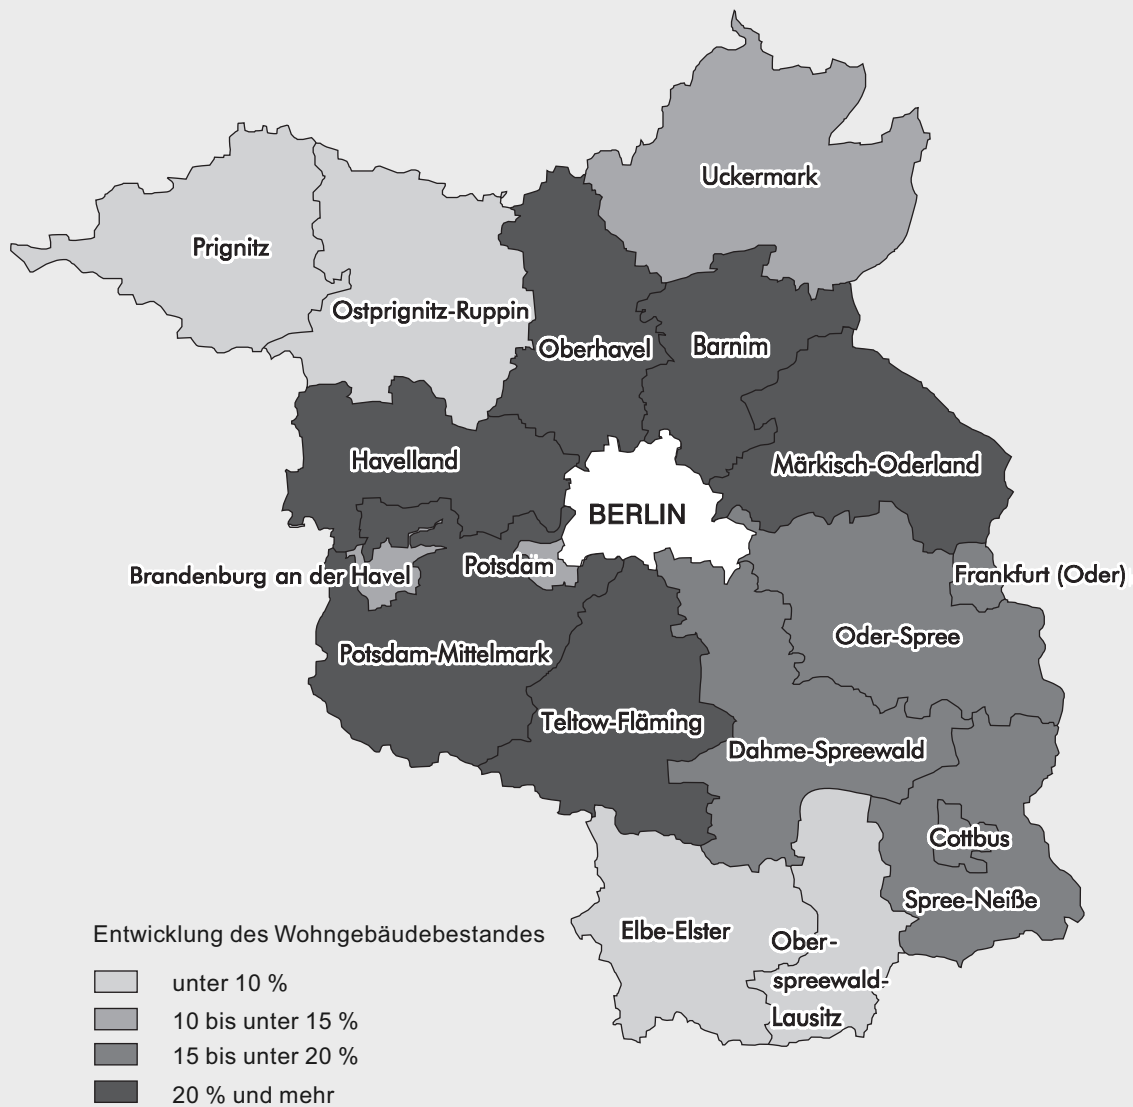 Uckermark
Prignitz
Ostprignitz-Ruppin
Oberhavel
Barnim
Havelland
Märkisch-Oderland
BERLIN
Brandenburg an der Havel
Potsdam
Frankfurt (Oder)
Oder-Spree
Potsdam-Mittelmark
Teltow-Fläming
Dahme-Spreewald
Cottbus
Spree-Neiße
Elbe-Elster
Ober-
spreewald-
Lausitz
Entwicklung des Wohngebäudebestandes
unter 10 %
10 bis unter 15 %
15 bis unter 20 %
20 % und mehr